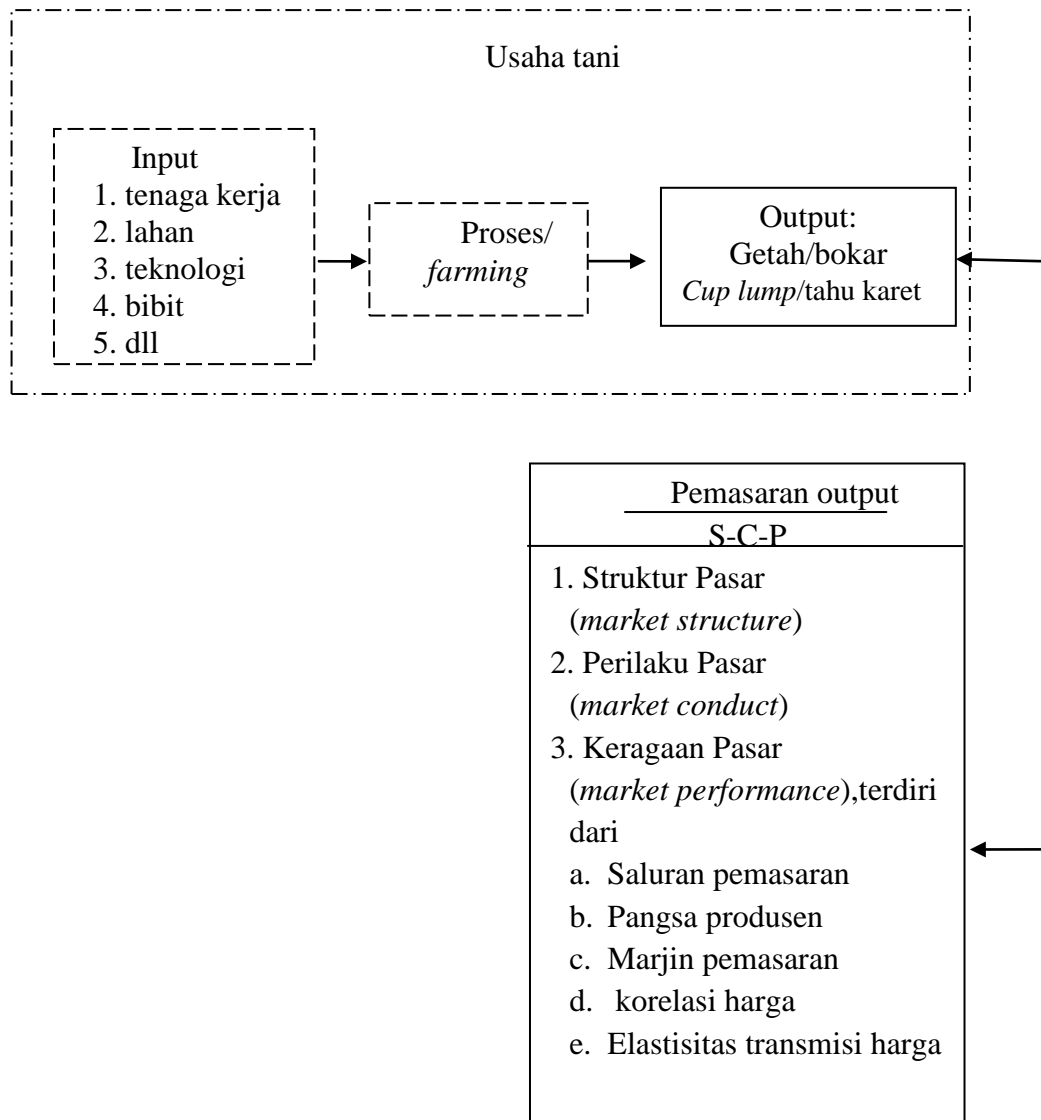 Usaha tani
Input
1. tenaga kerja
2. lahan
3. teknologi
4. bibit
5. dll
Proses/
farming
Output:
Getah/bokar
Cup lump/tahu karet
Pemasaran output
S-C-P
1. Struktur Pasar
(market structure)
2. Perilaku Pasar
(market conduct)
3. Keragaan Pasar
(market performance),terdiri
dari
a. Saluran pemasaran
b. Pangsa produsen
c. Marjin pemasaran
d. korelasi harga
e. Elastisitas transmisi harga